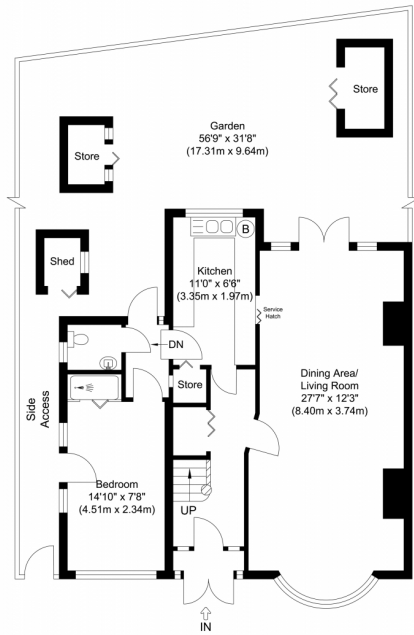 Store
Garden
56'9" x 31'8"
(17.31m x 9.64m)
Store
B
Shed
Kitchen
11'0" x 6'6"
(3.35m x 1.97m)
Service
Hatch
DN
Store
Dining Area/
Living Room
27'7" x 12'3"
(8.40m x 3.74m)
Side
Access
Bedroom
14'10" x 7'8"
(4.51m x 2.34m)
UP
IN